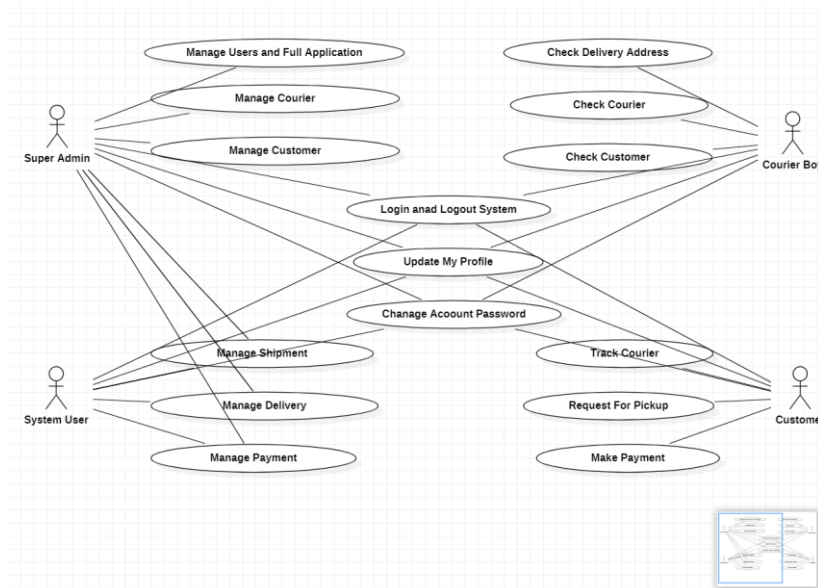 Manage Users and Full Application
Check Delivery Address
Manage Courier
Check Courier
Manage Customer
Check Customer
Super Admin
Courier Boy
Login anad Logout System
Update My Profile
Chanage Acoount Password
Manage Shipment
Track Courier
Manage Delivery
Request For Pickup
System User
Custome
Manage Payment
Make Payment